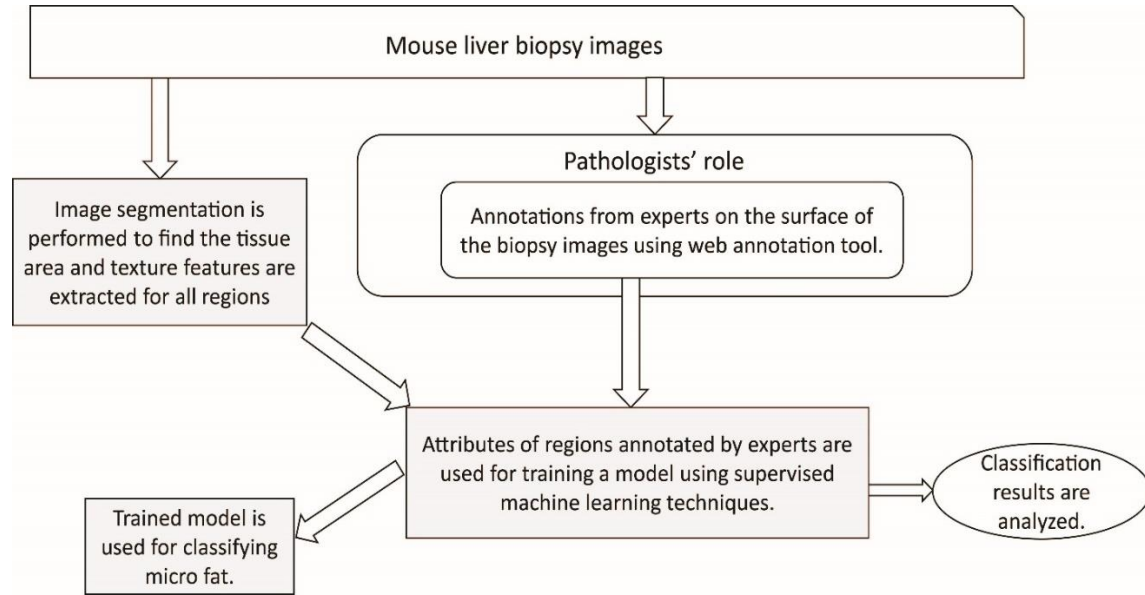 Mouse liver biopsy images
Pathologists’ role
Annotations from experts on the surface of
the biopsy images using web annotation tool.
Image segmentation is
performed to find the tissue
area and texture features are
extracted for all regions
Attributes of regions annotated by experts are
used for training a model using supervised
machine learning techniques.
Classification
results are
analyzed.
Trained model is
used for classifying
micro fat.